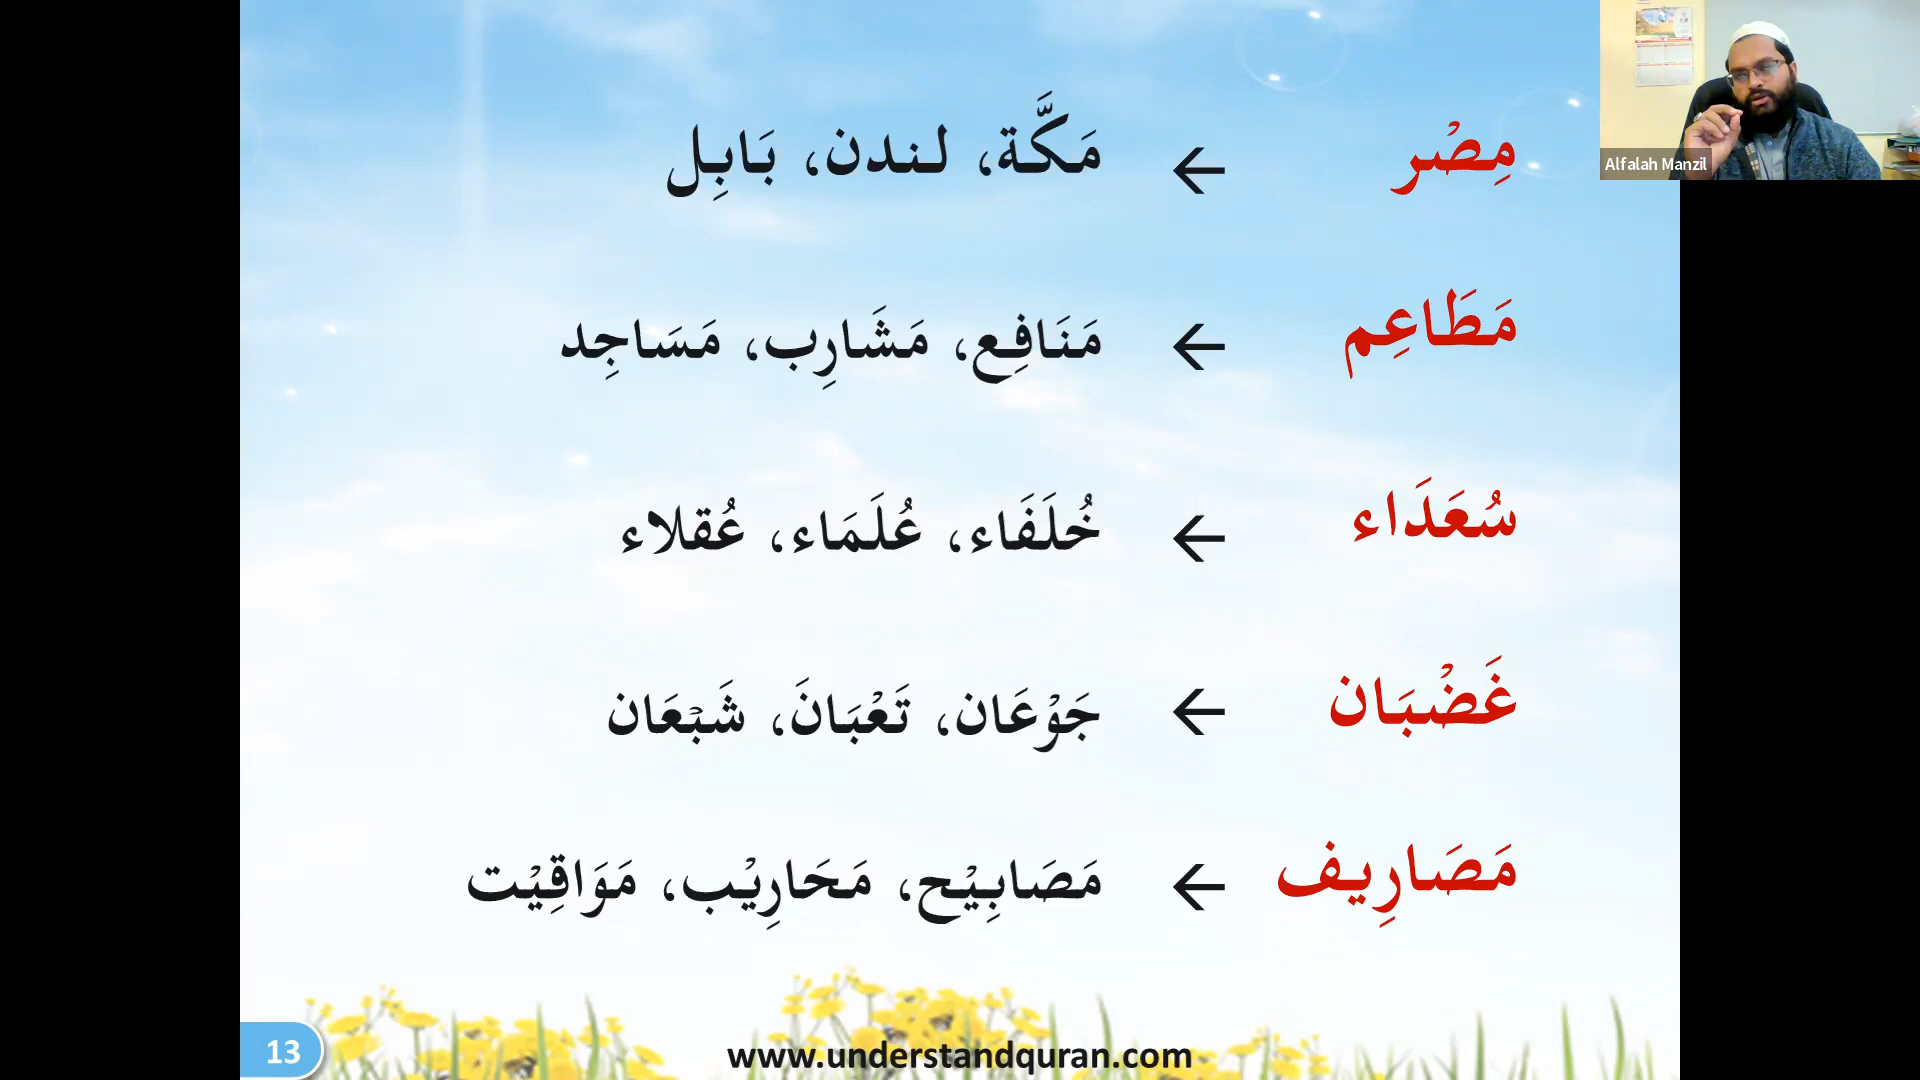 مِصْر ← مَكَّة، لندن، بَابِل
Alfalah Manzil
مَطَاعِم ← مَنَافِع، مَشَارِب، مَسَاجِد
سُعَدَاء ← خُلَفَاء، عُلَمَاء، عُقلاء
غَضْبَان ← جَوْعَان، تَعْبَانَ، شَبْعَان
مَصَارِيف ← مَصَابِيْح، مَحَارِيْب، مَوَاقِيْت
13
www.understandquran.com